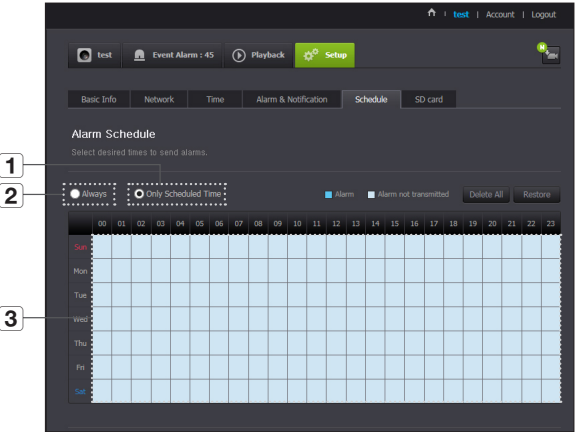 test | Account | Logout
test Event Alarm : 45 Playback Setup
M
Basic Info Network Time Alarm & Notification Schedule SD card
Alarm Schedule
Select desired times to send alarms.
1
2
Always Only Scheduled Time Alarm Alarm not transmitted Delete All Restore
00 01 02 03 04 05 06 07 08 09 10 11 12 13 14 15 16 17 18 19 20 21 22 23
Sun
Mon
Tue
3
Wed
Thu
Fri
Sat